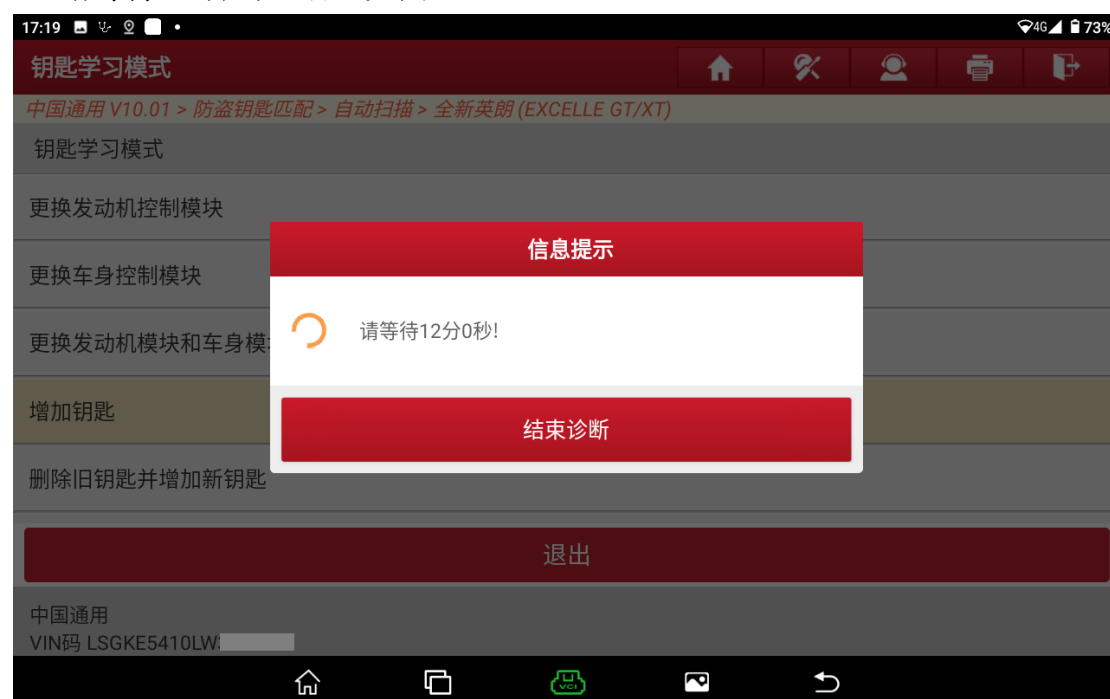 17:19
4G 73%
钥匙学习模式
中国通用 V10.01 > 防盗钥匙匹配 > 自动扫描 > 全新英朗 (EXCELLE GT/XT)
钥匙学习模式
更换发动机控制模块
更换车身控制模块
更换发动机模块和车身模
增加钥匙
删除旧钥匙并增加新钥匙
信息提示
请等待12分0秒!
结束诊断
退出
中国通用
VIN码 LSGKE5410LW
VCI